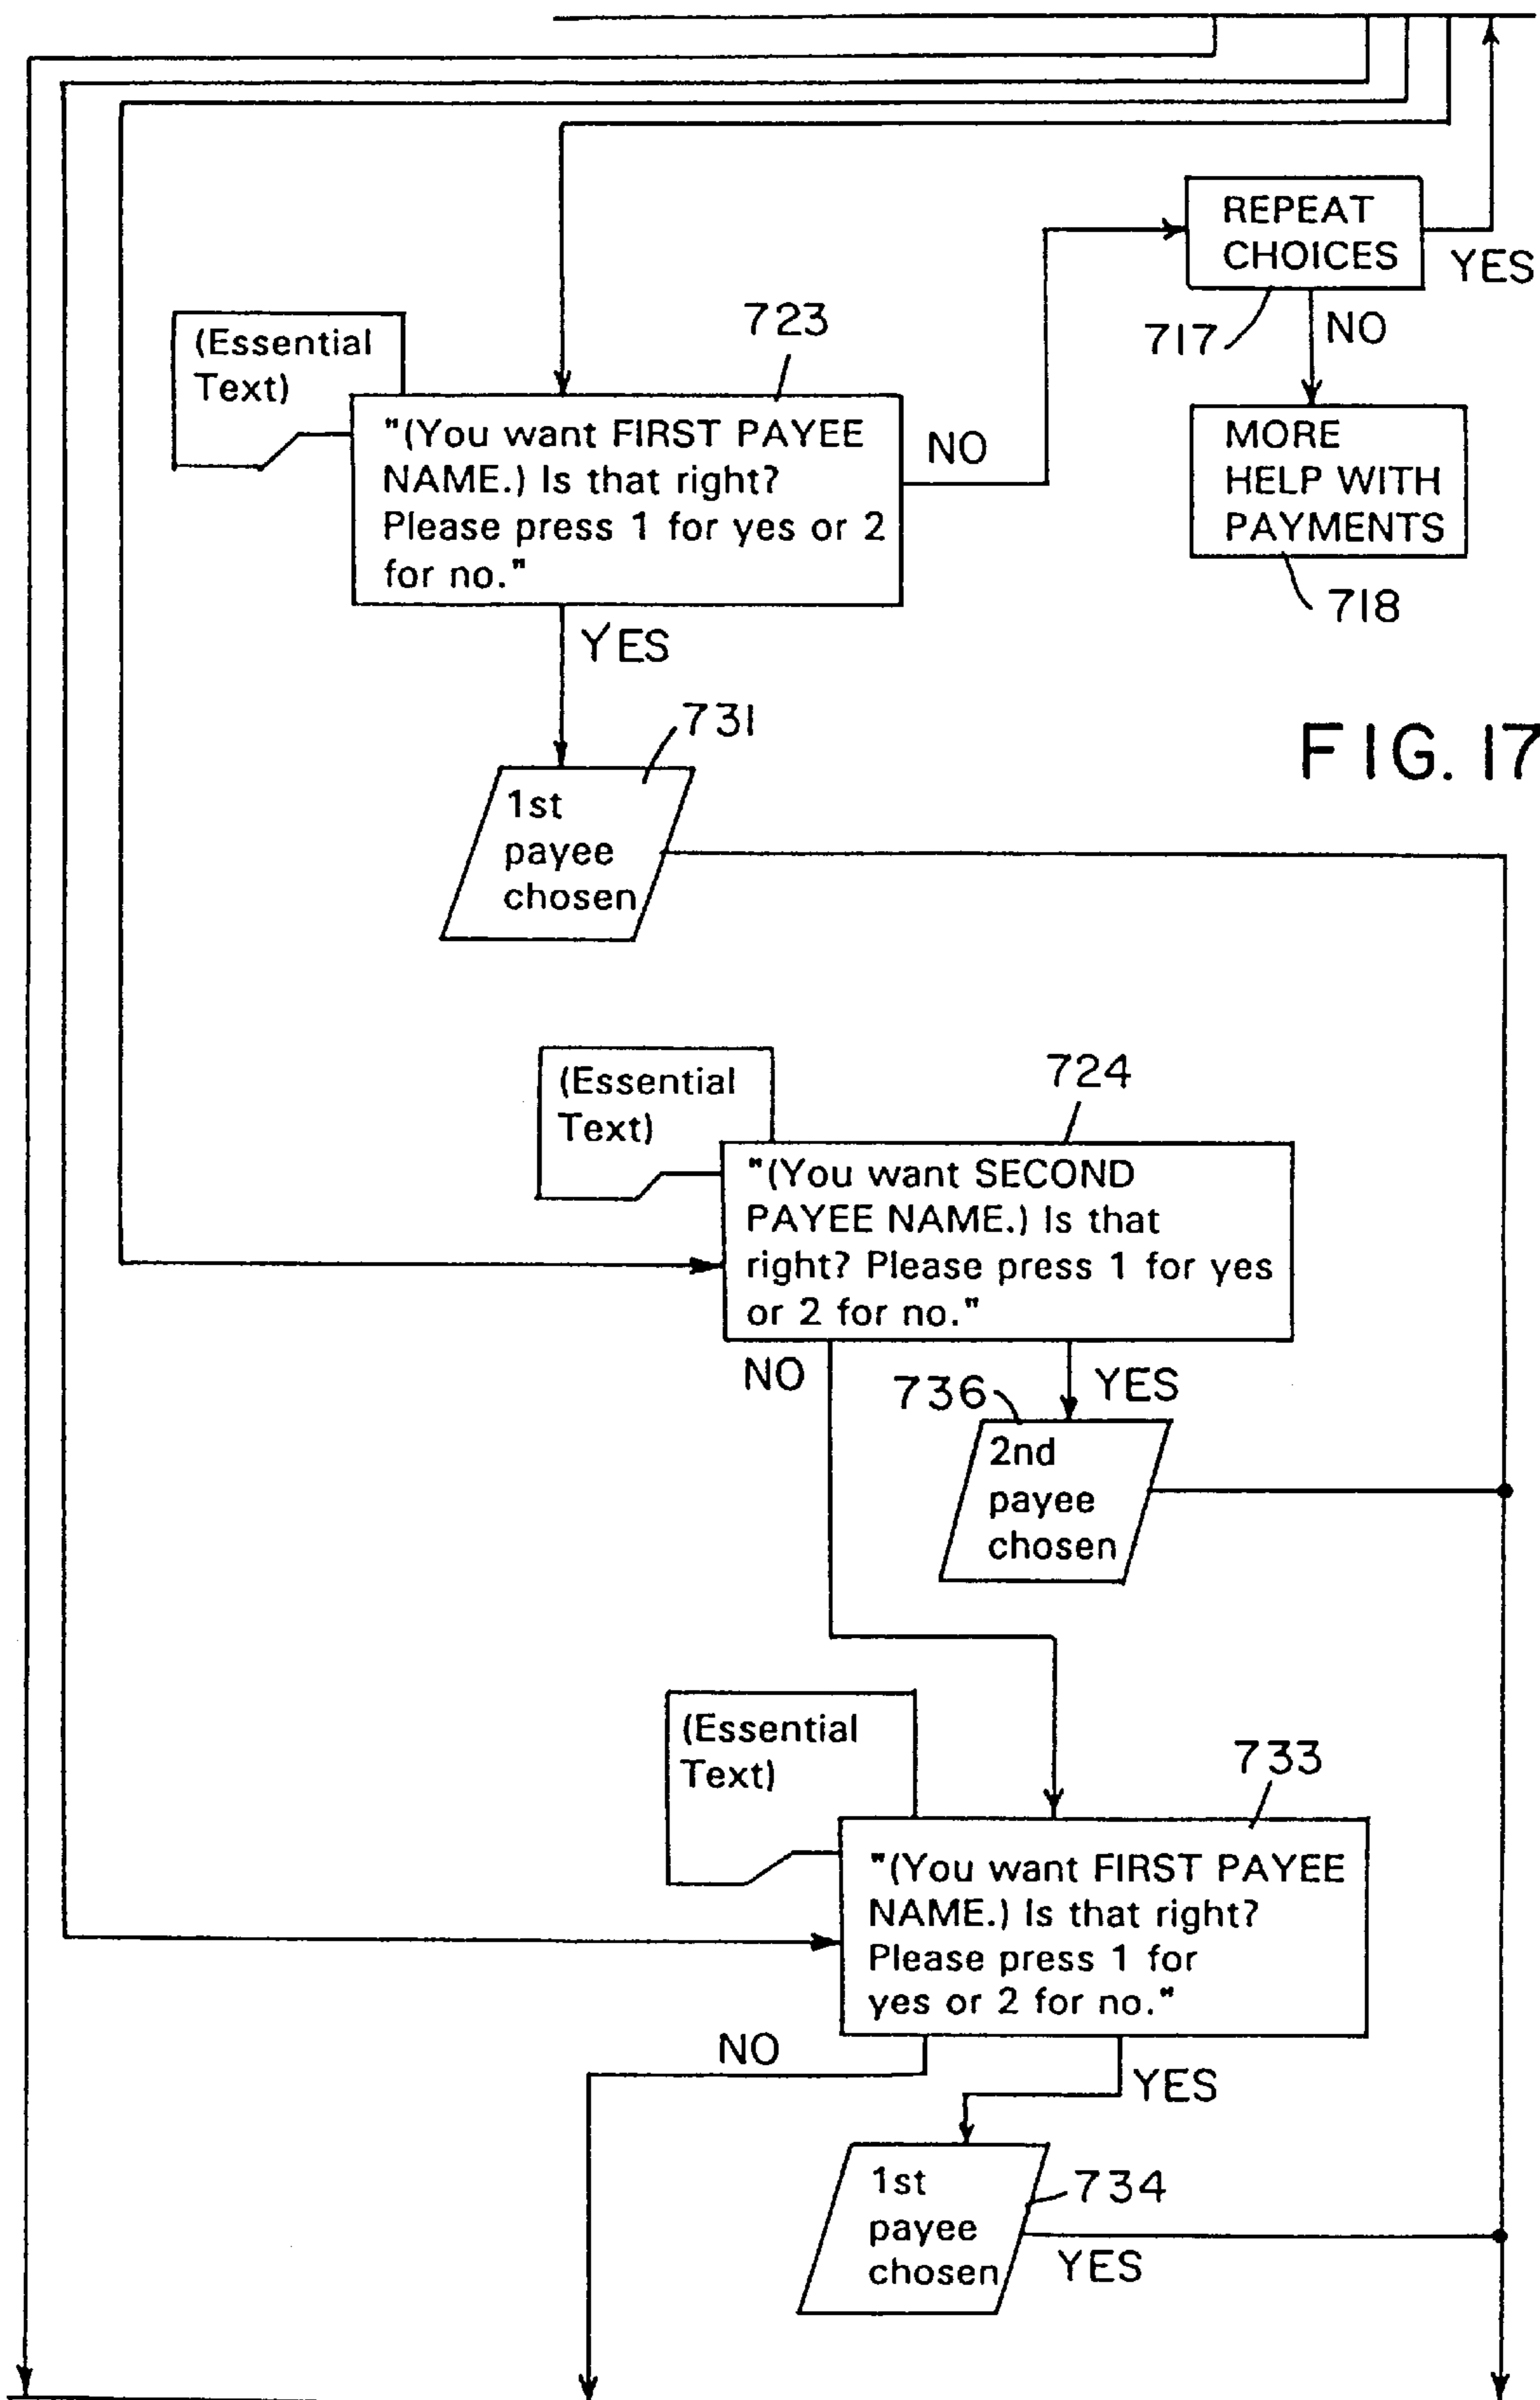 REPEAT
CHOICES
YES
717
NO
723
(Essential
Text)
"(You want FIRST PAYEE
NAME.) Is that right?
Please press 1 for yes or 2
for no."
NO
MORE
HELP WITH
PAYMENTS
718
YES
731
FIG. 17
1st
payee
chosen
(Essential
Text)
724
"(You want SECOND
PAYEE NAME.) Is that
right? Please press 1 for yes
or 2 for no."
NO
YES
736
2nd
payee
chosen
(Essential
Text)
733
"(You want FIRST PAYEE
NAME.) Is that right?
Please press 1 for
yes or 2 for no."
NO
YES
1st
payee
chosen
734
YES